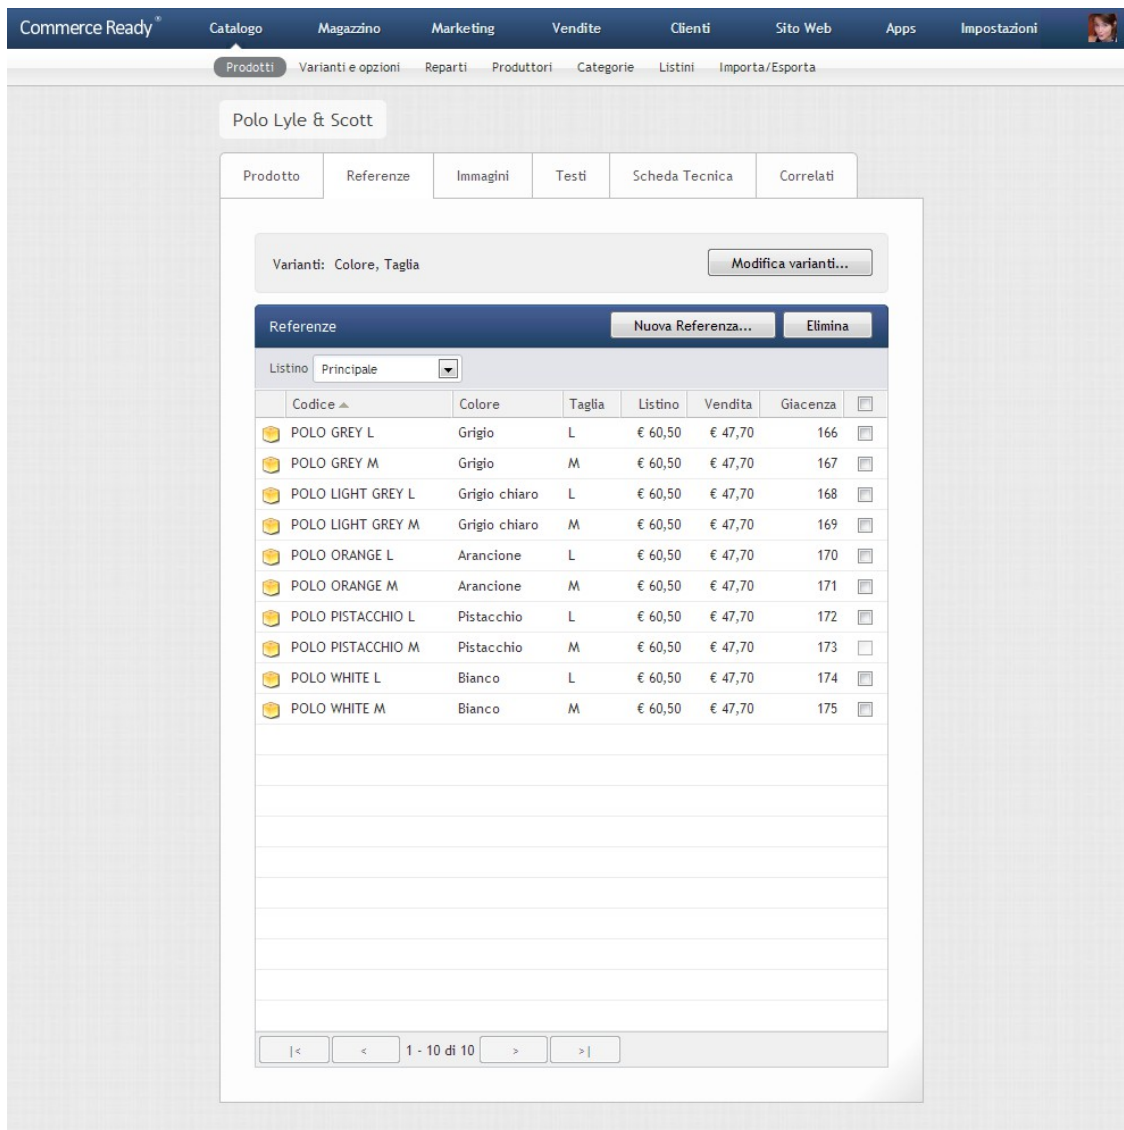 Commerce Ready® Catalogo Magazzino Marketing Vendite Clienti Sito Web Apps Impostazioni
Prodotti Varianti e opzioni Reparti Produttori Categorie Listini Importa/Esporta
Polo Lyle & Scott
Prodotto Referenze Immagini Testi Scheda Tecnica Correlati
Varianti: Colore, Taglia Modifica varianti...
Referenze Nuova Referenza... Elimina
Listino Principale
Codice Colore Taglia Listino Vendita Giacenza
POLO GREY L Grigio L € 60,50 € 47,70 166
POLO GREY M Grigio M € 60,50 € 47,70 167
POLO LIGHT GREY L Grigio chiaro L € 60,50 € 47,70 168
POLO LIGHT GREY M Grigio chiaro M € 60,50 € 47,70 169
POLO ORANGE L Arancione L € 60,50 € 47,70 170
POLO ORANGE M Arancione M € 60,50 € 47,70 171
POLO PISTACCHIO L Pistacchio L € 60,50 € 47,70 172
POLO PISTACCHIO M Pistacchio M € 60,50 € 47,70 173
POLO WHITE L Bianco L € 60,50 € 47,70 174
POLO WHITE M Bianco M € 60,50 € 47,70 175
|< < 1 - 10 di 10 > >|